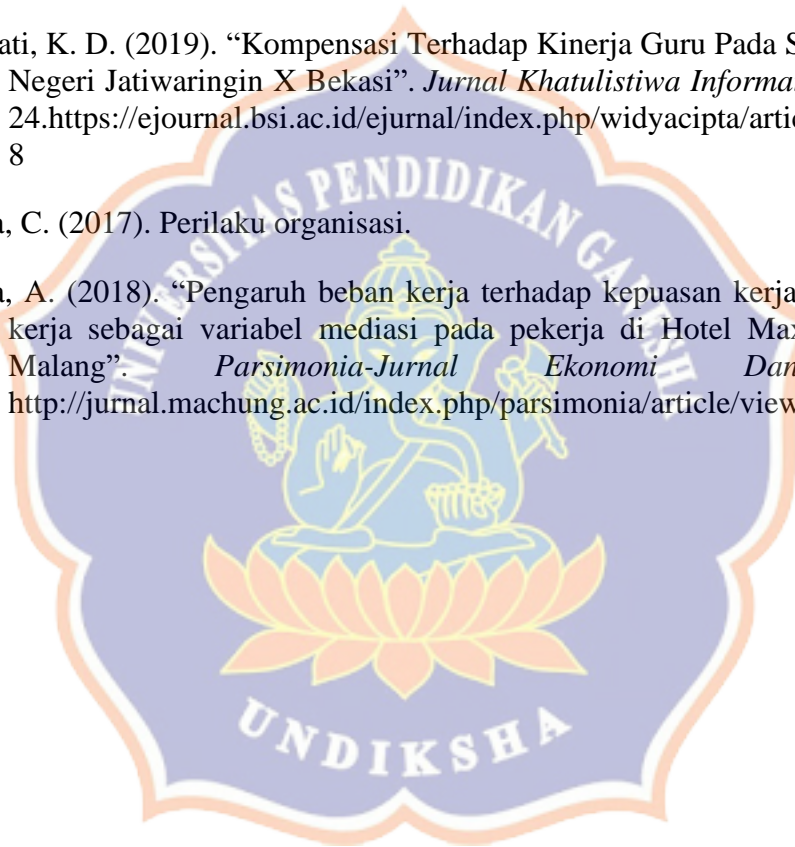 ati, K. D. (2019). “Kompensasi Terhadap Kinerja Guru Pada S
Negeri Jatiwaringin X Bekasi”. Jurnal Khatulistiwa Informa
24.https://ejournal.bsi.ac.id/ejurnal/index.php/widyacipta/artic
8
a, C. (2017). Perilaku organisasi.
a, A. (2018). “Pengaruh beban kerja terhadap kepuasan kerja
kerja sebagai variabel mediasi pada pekerja di Hotel Max
Malang”. Parsimonia-Jurnal Ekonomi Dan
http://jurnal.machung.ac.id/index.php/parsimonia/article/view
UNIVERSITAS PENDIDIKAN GANESHA
UNDIKSHA